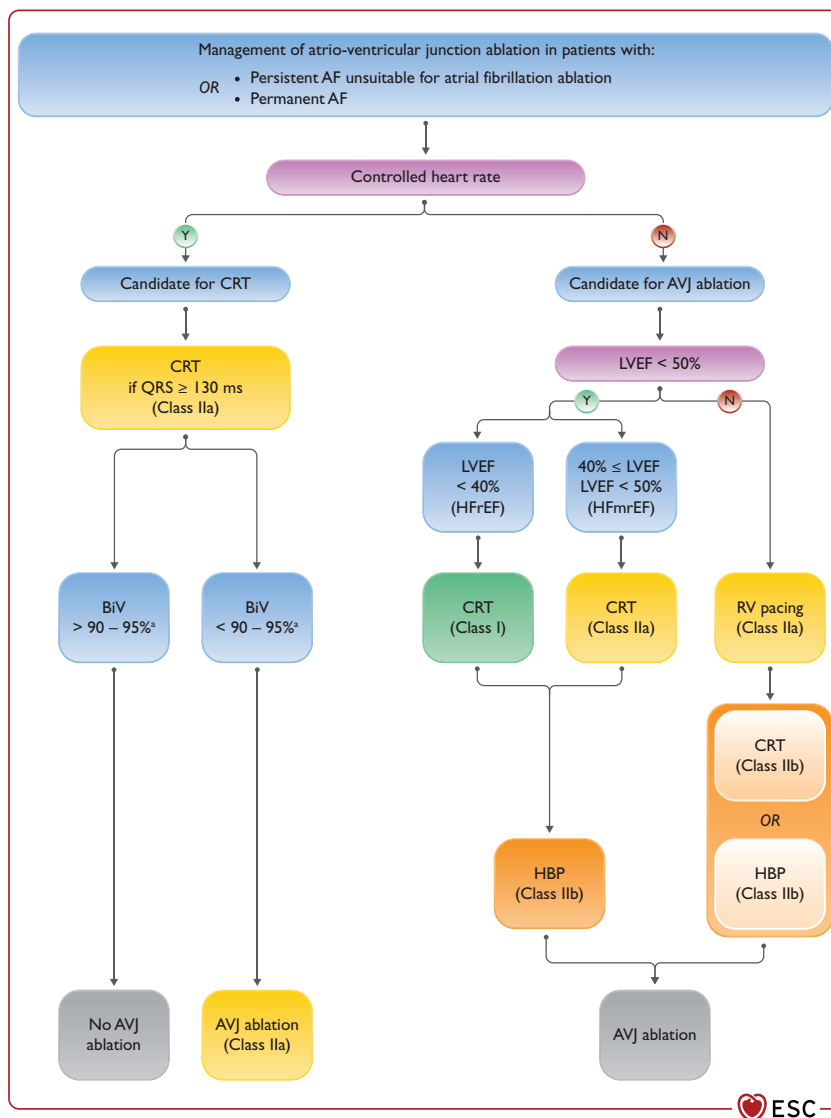 Management of atrio-ventricular junction ablation in patients with:
OR
• Persistent AF unsuitable for atrial fibrillation ablation
• Permanent AF
Controlled heart rate
Y
N
Candidate for CRT
Candidate for AVJ ablation
CRT
if QRS ≥ 130 ms
(Class IIa)
LVEF < 50%
Y
N
LVEF
< 40%
(HFrEF)
40% ≤ LVEF
LVEF < 50%
(HFmrEF)
BiV
> 90 – 95%ᵃ
BiV
< 90 – 95%ᵃ
CRT
(Class I)
CRT
(Class IIa)
RV pacing
(Class IIa)
CRT
(Class IIb)
OR
HBP
(Class IIb)
HBP
(Class IIb)
No AVJ
ablation
AVJ ablation
(Class IIa)
AVJ ablation
ESC